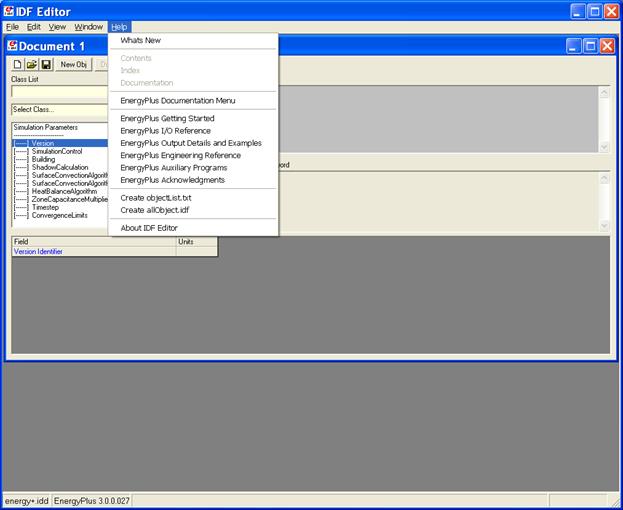 IDF Editor
File Edit View Window Help
Document 1
New Obj
Class List
Select Class...
Simulation Parameters
----------------------
[-----] Version
[-----] SimulationControl
[-----] Building
[-----] ShadowCalculation
[-----] SurfaceConvectionAlgorith
[-----] SurfaceConvectionAlgorith
[-----] HeatBalanceAlgorithm
[-----] ZoneCapacitanceMultiplie
[-----] Timestep
[-----] ConvergenceLimits
Whats New
Contents
Index
Documentation
EnergyPlus Documentation Menu
EnergyPlus Getting Started
EnergyPlus I/O Reference
EnergyPlus Output Details and Examples
EnergyPlus Engineering Reference
EnergyPlus Auxiliary Programs
EnergyPlus Acknowledgments
Create objectList.txt
Create allObject.idf
About IDF Editor
ord
Field Units
Version Identifier
energy+.idd EnergyPlus 3.0.0.027